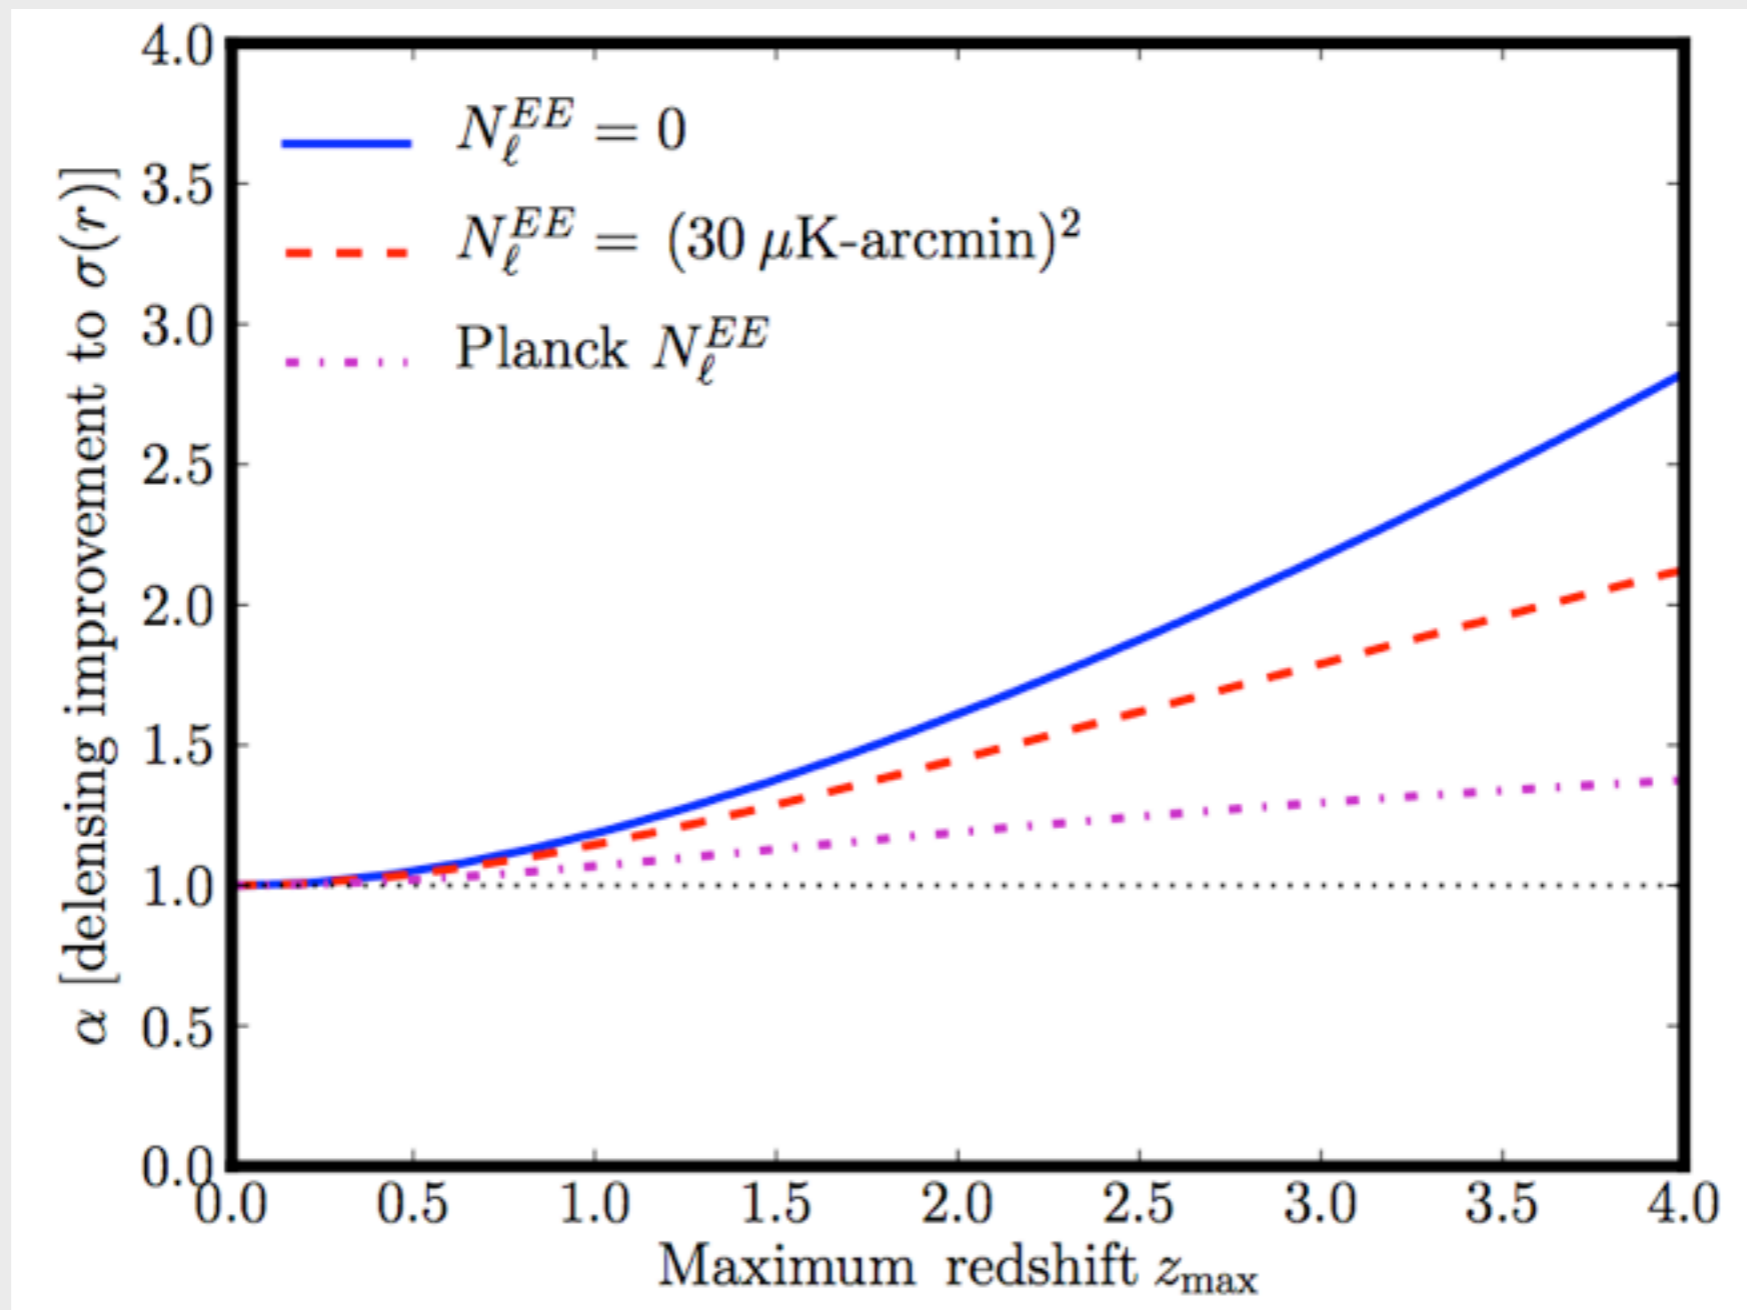 4.0
3.5
3.0
2.5
2.0
1.5
1.0
0.5
0.0
α [delensing improvement to σ(r)]
N_ℓ^{EE} = 0
N_ℓ^{EE} = (30 μK-arcmin)²
Planck N_ℓ^{EE}
0.0 0.5 1.0 1.5 2.0 2.5 3.0 3.5 4.0
Maximum redshift z_{max}